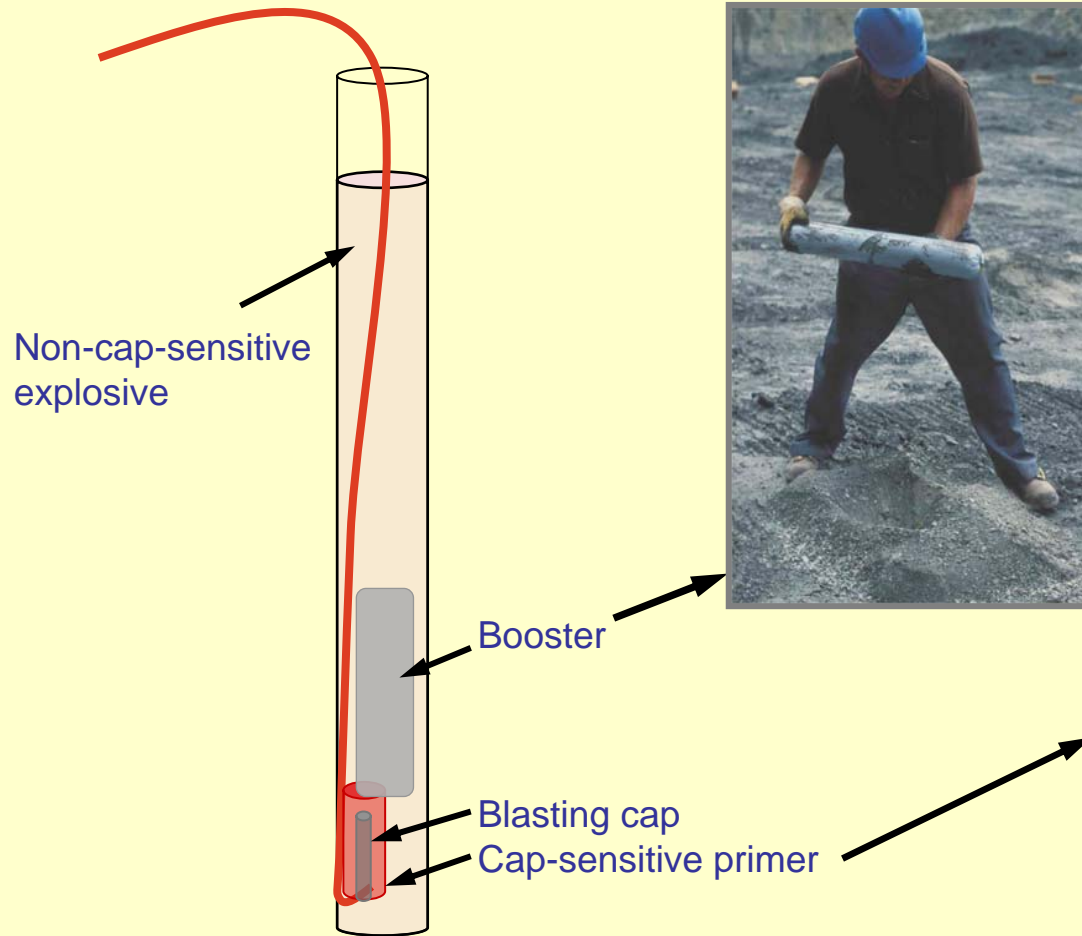 Non-cap-sensitive
explosive
Booster
Blasting cap
Cap-sensitive primer